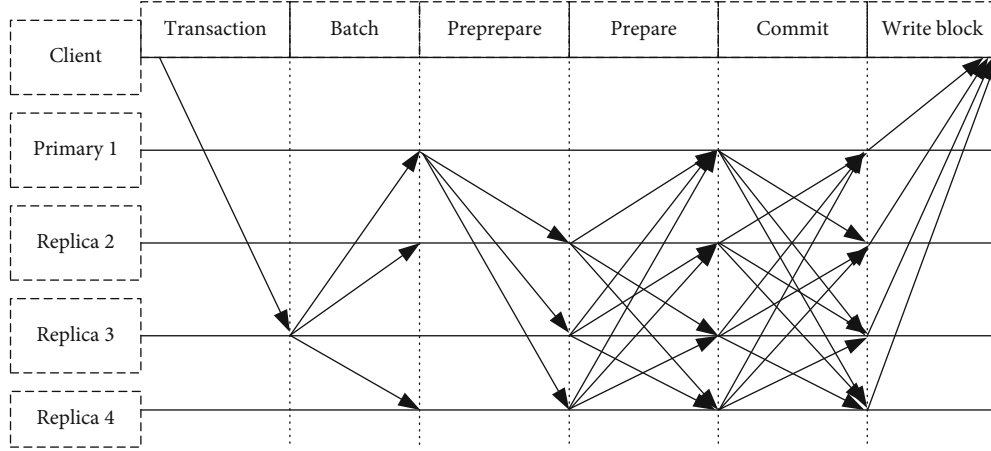 Transaction
Batch
Preprepare
Prepare
Commit
Write block
Client
Primary 1
Replica 2
Replica 3
Replica 4